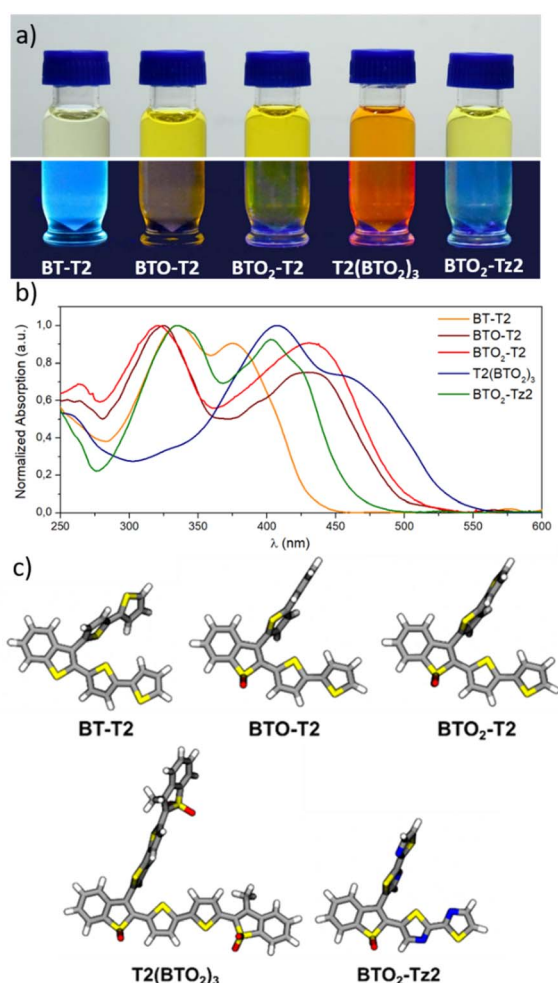 a)
BT-T2 BTO-T2 BTO₂-T2 T2(BTO₂)₃ BTO₂-Tz2
b)
BT-T2
BTO-T2
BTO₂-T2
T2(BTO₂)₃
BTO₂-Tz2
Normalized Absorption (a.u.)
1,0
0,8
0,6
0,4
0,2
0,0
250 300 350 400 450 500 550 600
λ (nm)
c)
BT-T2 BTO-T2 BTO₂-T2
T2(BTO₂)₃ BTO₂-Tz2